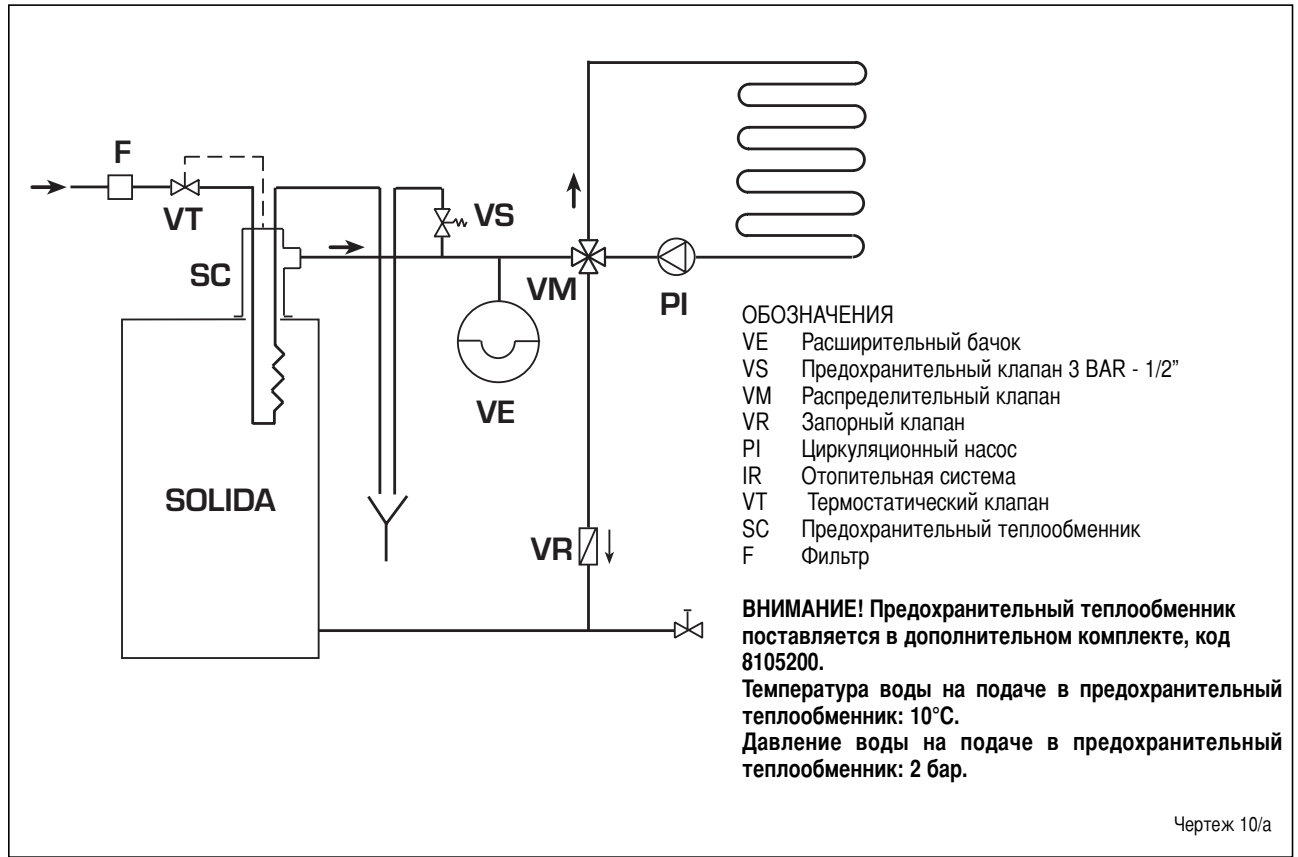 F
VT
VS
SC
VM
PI
VE
SOLIDA
VR
ОБОЗНАЧЕНИЯ
VE Расширительный бачок
VS Предохранительный клапан 3 BAR - 1/2”
VM Распределительный клапан
VR Запорный клапан
PI Циркуляционный насос
IR Отопительная система
VT Термостатический клапан
SC Предохранительный теплообменник
F Фильтр
ВНИМАНИЕ! Предохранительный теплообменник
поставляется в дополнительном комплекте, код
8105200.
Температура воды на подаче в предохранительный
теплообменник: 10°C.
Давление воды на подаче в предохранительный
теплообменник: 2 бар.
Чертеж 10/а